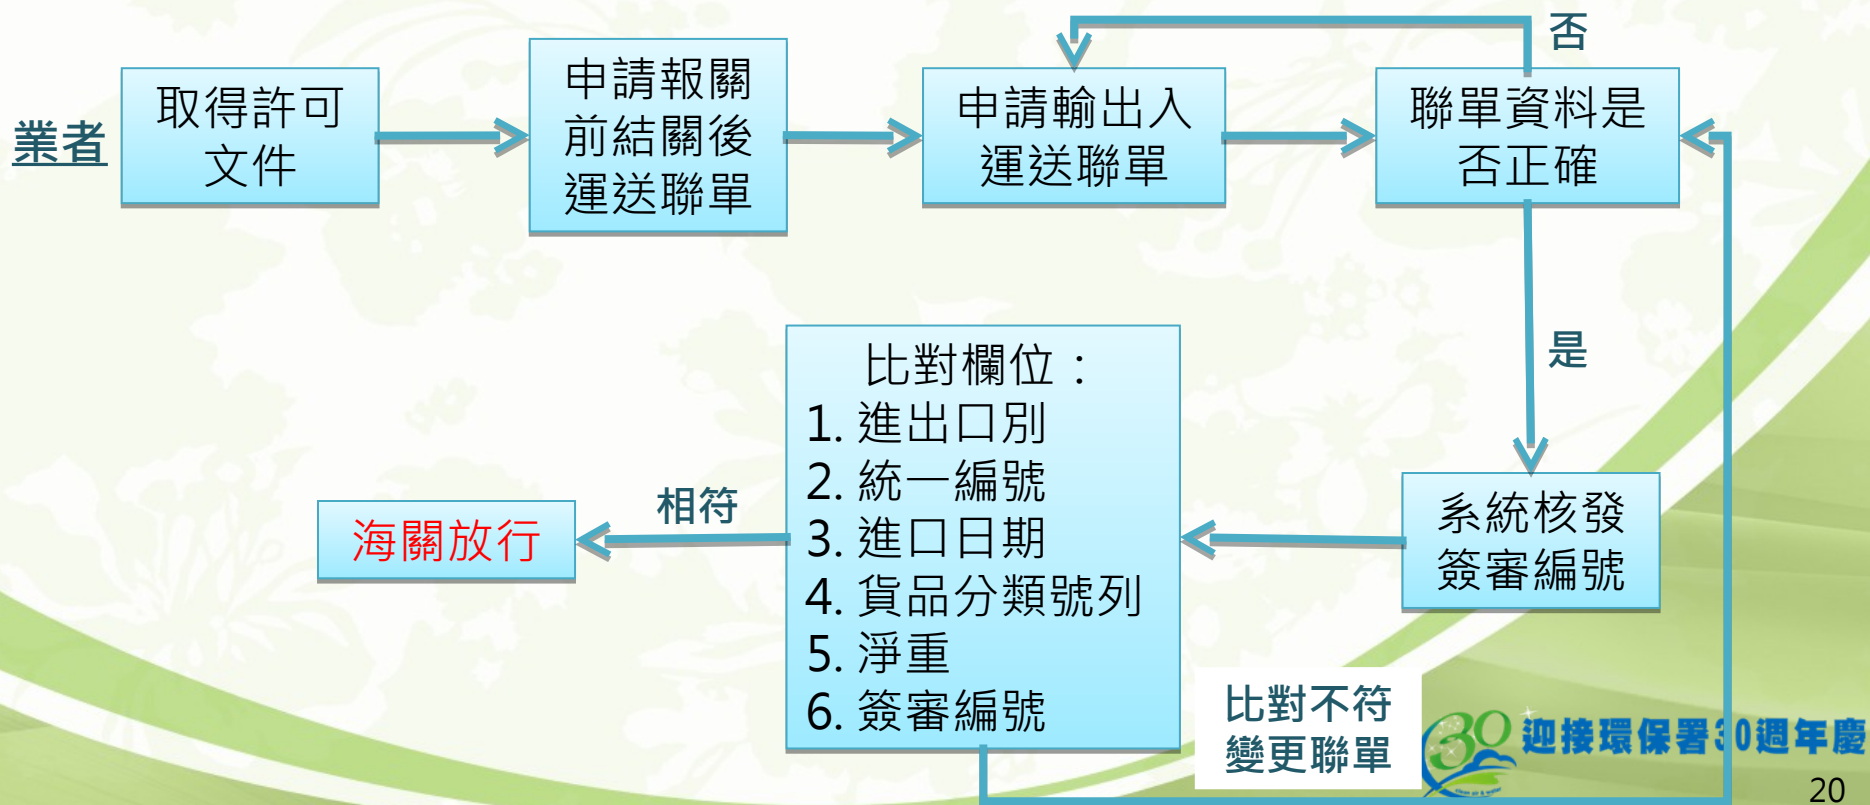 業者
取得許可
文件
申請報關
前結關後
運送聯單
申請輸出入
運送聯單
聯單資料是
否正確
否
是
系統核發
簽審編號
比對欄位：
1. 進出口別
2. 統一編號
3. 進口日期
4. 貨品分類號列
5. 淨重
6. 簽審編號
相符
海關放行
比對不符
變更聯單
30 迎接環保署30週年慶
20